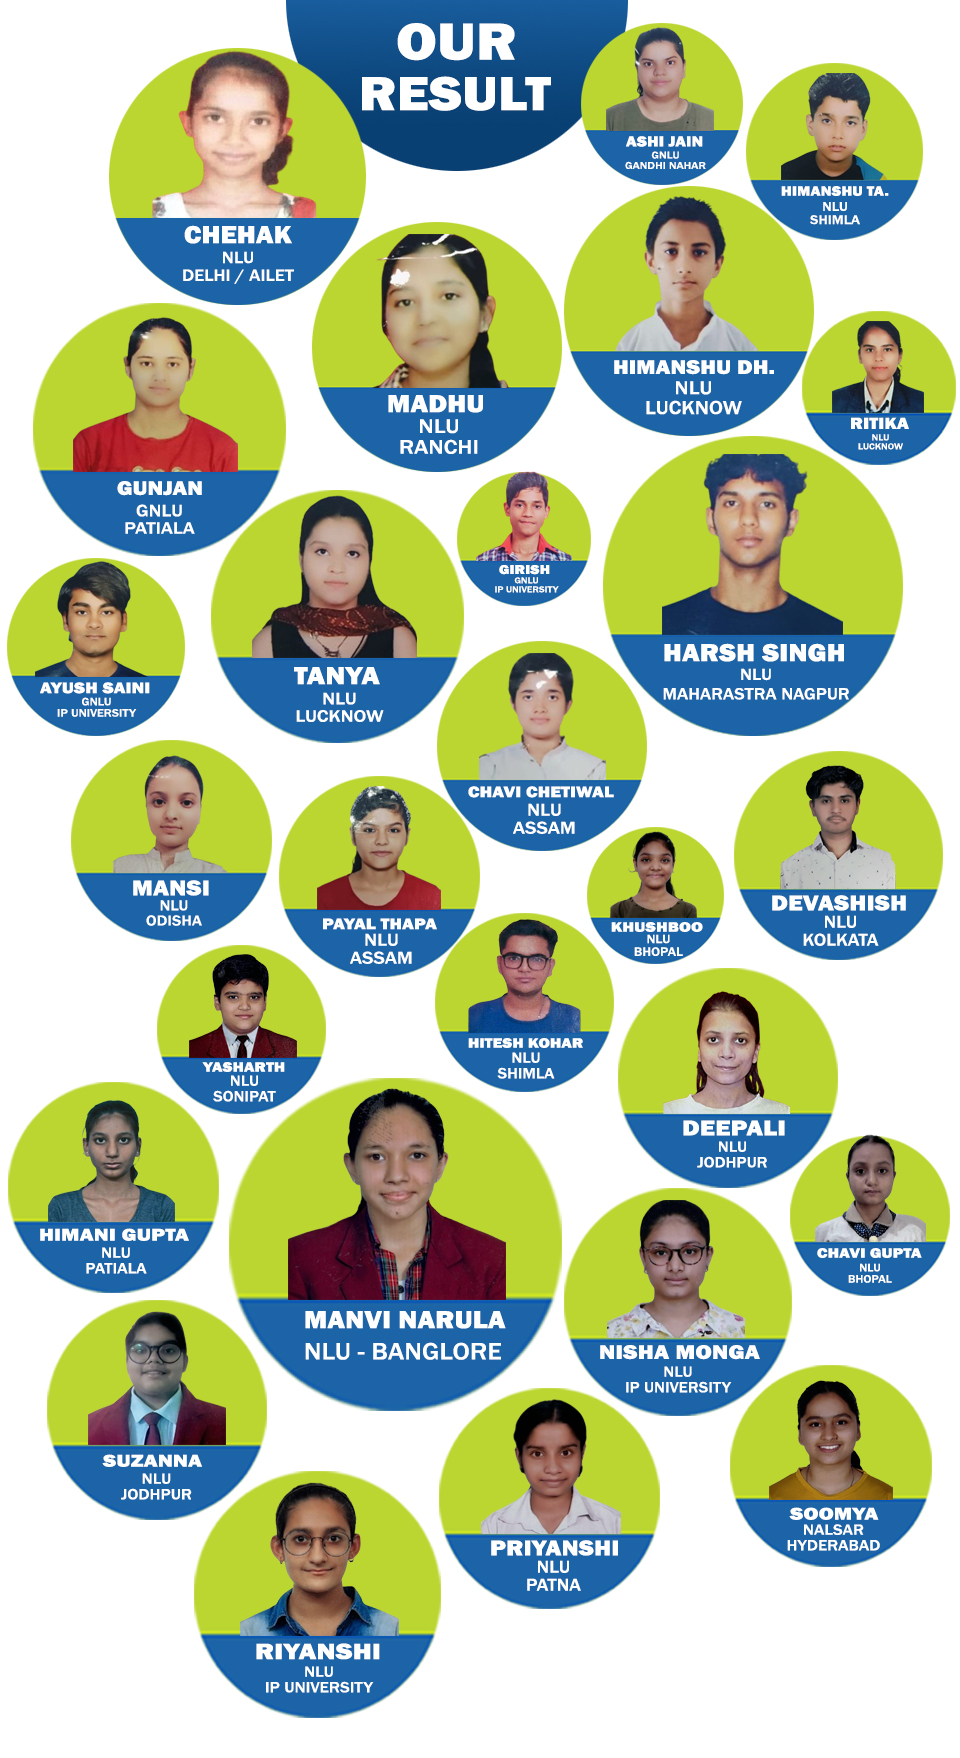 OUR
RESULT
CHEHAK
NLU
DELHI / AILET
ASHI JAIN
GNLU
GANDHI NAHAR
HIMANSHU TA.
NLU
SHIMLA
MADHU
NLU
RANCHI
HIMANSHU DH.
NLU
LUCKNOW
RITIKA
NLU
LUCKNOW
GUNJAN
GNLU
PATIALA
GIRISH
GNLU
IP UNIVERSITY
HARSH SINGH
NLU
MAHARASTRA NAGPUR
AYUSH SAINI
GNLU
IP UNIVERSITY
TANYA
NLU
LUCKNOW
CHAVI CHETIWAL
NLU
ASSAM
MANSI
NLU
ODISHA
PAYAL THAPA
NLU
ASSAM
KHUSHBOO
NLU
BHOPAL
DEVASHISH
NLU
KOLKATA
YASHARTH
NLU
SONIPAT
HITESH KOHAR
NLU
SHIMLA
DEEPALI
NLU
JODHPUR
HIMANI GUPTA
NLU
PATIALA
MANVI NARULA
NLU - BANGLORE
CHAVI GUPTA
NLU
BHOPAL
NISHA MONGA
NLU
IP UNIVERSITY
SUZANNA
NLU
JODHPUR
PRIYANSHI
NLU
PATNA
SOOMYA
NALSAR
HYDERABAD
RIYANSHI
NLU
IP UNIVERSITY